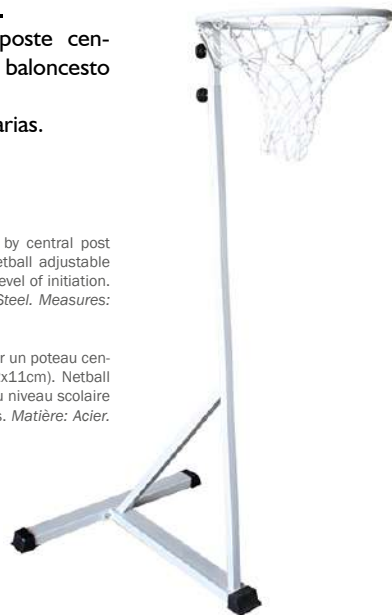 poste cen-
baloncesto
arias.
by central post
etball adjustable
evel of initiation.
Steel. Measures:
r un poteau cen-
x11cm). Netball
u niveau scolaire
s. Matière: Acier.